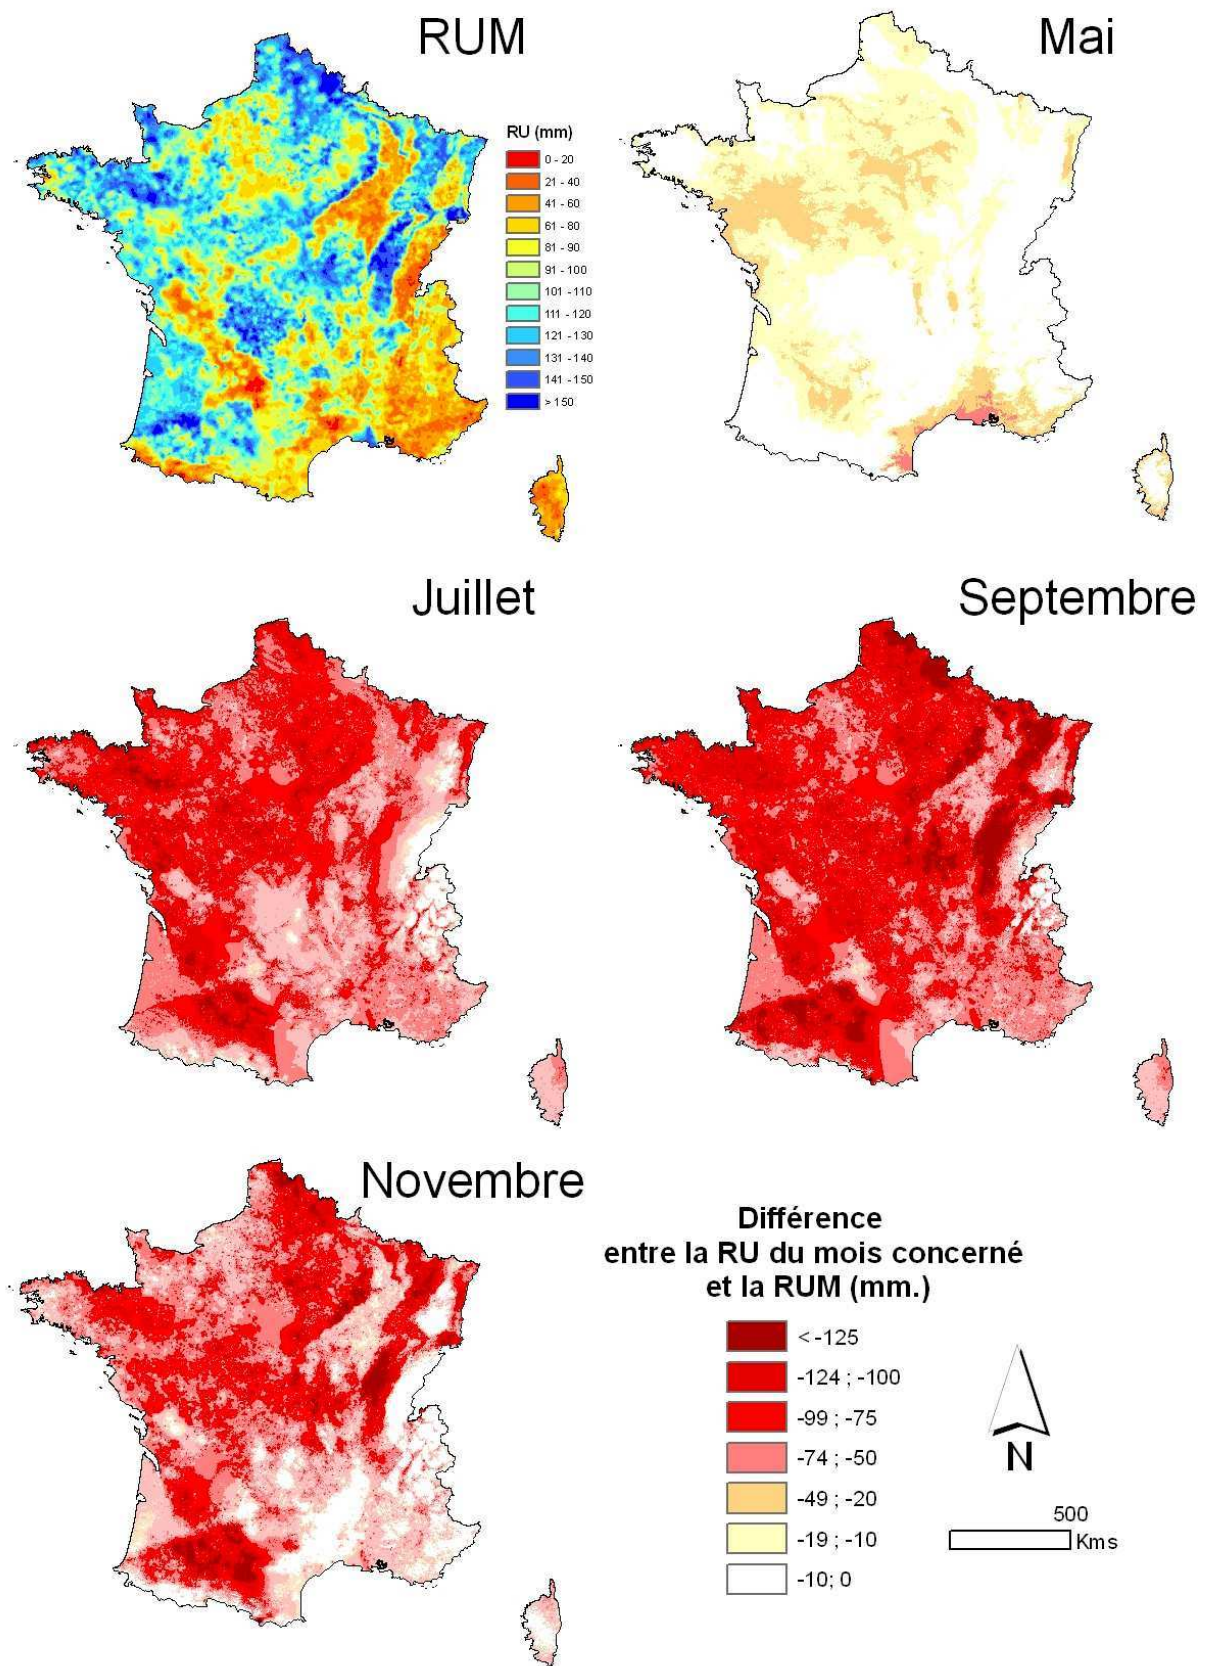 RUM
Mai
RU (mm)
0 - 20
21 - 40
41 - 60
61 - 80
81 - 90
91 - 100
101 -110
111 -120
121 - 130
131 - 140
141 -150
> 150
Juillet
Septembre
Novembre
Différence
entre la RU du mois concerné
et la RUM (mm.)
< -125
-124 ; -100
-99 ; -75
-74 ; -50
-49 ; -20
-19 ; -10
-10; 0
N
500
Kms